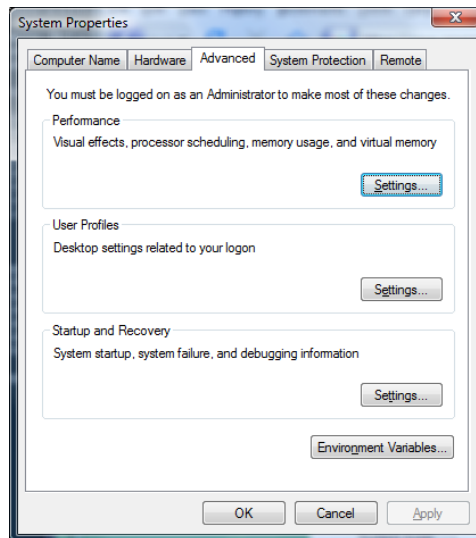 System Properties
Computer Name Hardware Advanced System Protection Remote
You must be logged on as an Administrator to make most of these changes.
Performance
Visual effects, processor scheduling, memory usage, and virtual memory
Settings...
User Profiles
Desktop settings related to your logon
Settings...
Startup and Recovery
System startup, system failure, and debugging information
Settings...
Environment Variables...
OK Cancel Apply